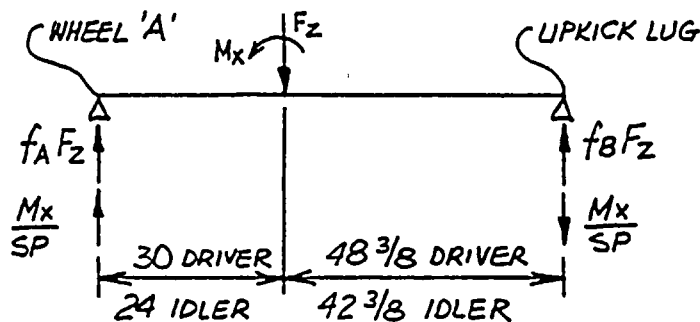 WHEEL 'A'
Mx
Fz
UPKICK LUG
fA Fz
fB Fz
Mx
SP
Mx
SP
30 DRIVER
48 3/8 DRIVER
24 IDLER
42 3/8 IDLER